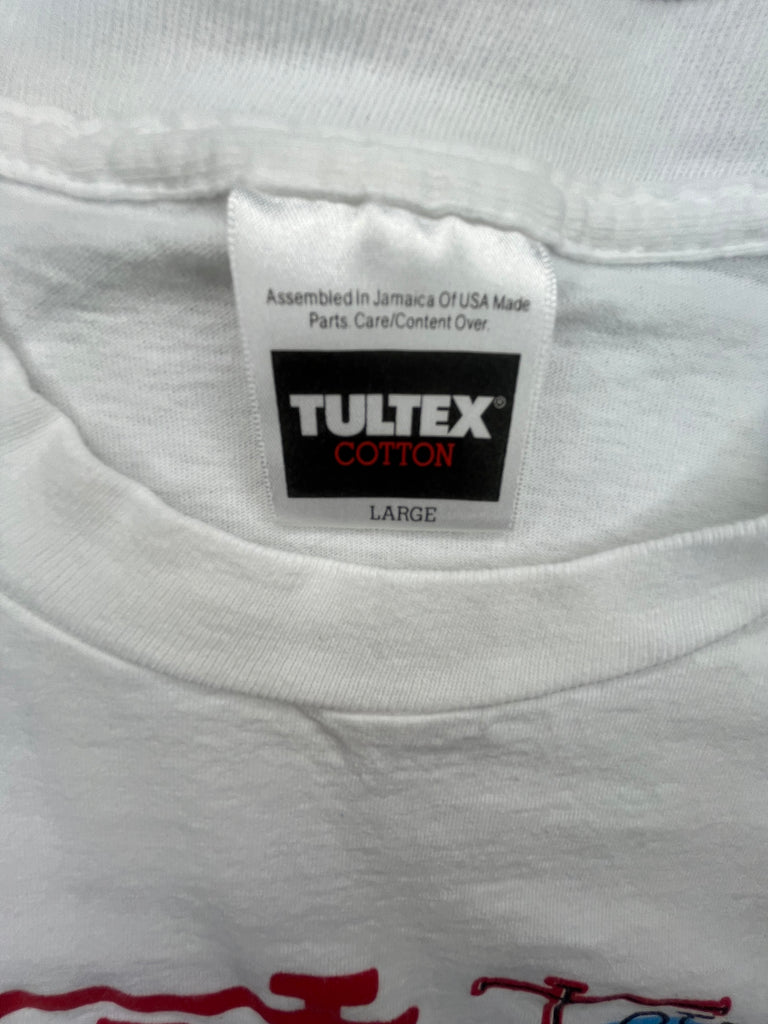 Assembled In Jamaica Of USA Made
Parts. Care/Content Over.
TULTEX®
COTTON
LARGE